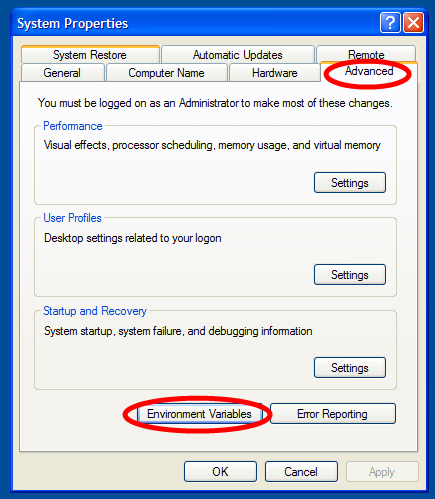 System Properties
System Restore Automatic Updates Remote
General Computer Name Hardware Advanced
You must be logged on as an Administrator to make most of these changes.
Performance
Visual effects, processor scheduling, memory usage, and virtual memory
Settings
User Profiles
Desktop settings related to your logon
Settings
Startup and Recovery
System startup, system failure, and debugging information
Settings
Environment Variables Error Reporting
OK Cancel Apply